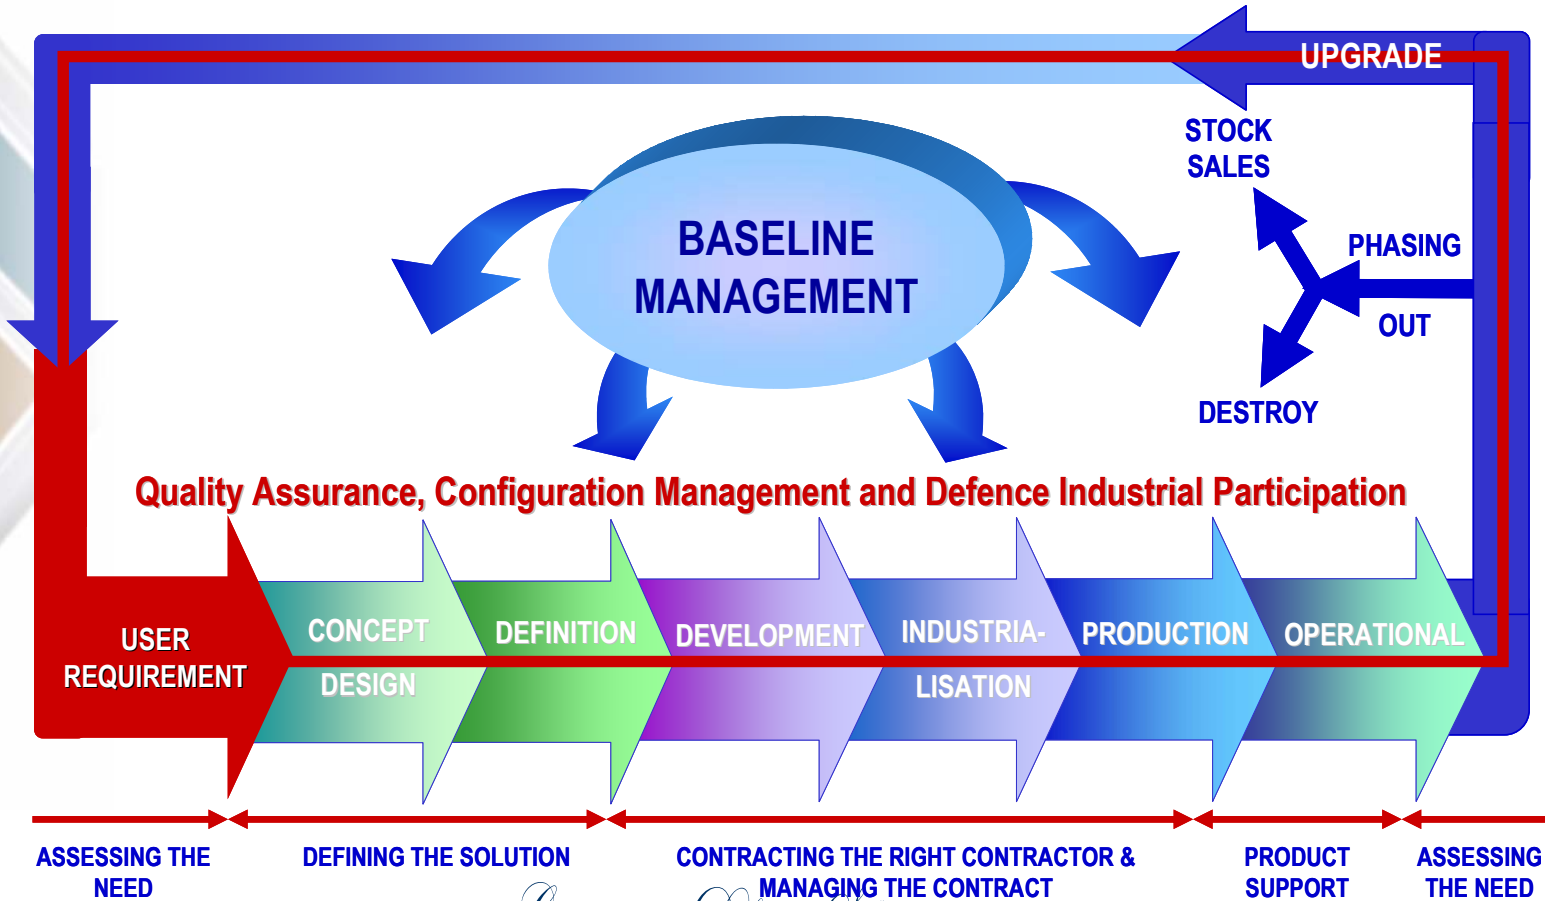 UPGRADE
STOCK
SALES
PHASING
OUT
DESTROY
BASELINE
MANAGEMENT
Quality Assurance, Configuration Management and Defence Industrial Participation
USER
REQUIREMENT
CONCEPT
DESIGN
DEFINITION
DEVELOPMENT
INDUSTRIA-
LISATION
PRODUCTION
OPERATIONAL
ASSESSING THE
NEED
DEFINING THE SOLUTION
CONTRACTING THE RIGHT CONTRACTOR &
MANAGING THE CONTRACT
PRODUCT
SUPPORT
ASSESSING
THE NEED